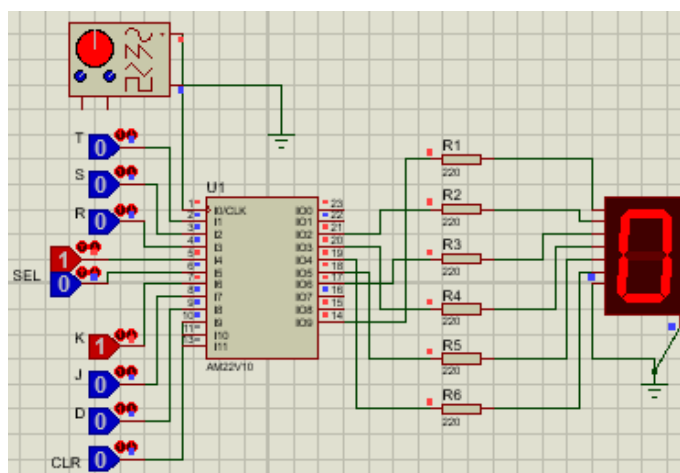 T
0
S
0
R
0
1
SEL
0
K
1
J
0
D
0
CLR
0
U1
1
2
3
4
5
6
7
8
9
10
11
13
I0/CLK
I1
I2
I3
I4
I5
I6
I7
I8
I9
I10
I11
IO0
IO1
IO2
IO3
IO4
IO5
IO6
IO7
IO8
IO9
23
22
21
20
19
18
17
16
15
14
AM22V10
R1
220
R2
220
R3
220
R4
220
R5
220
R6
220
0